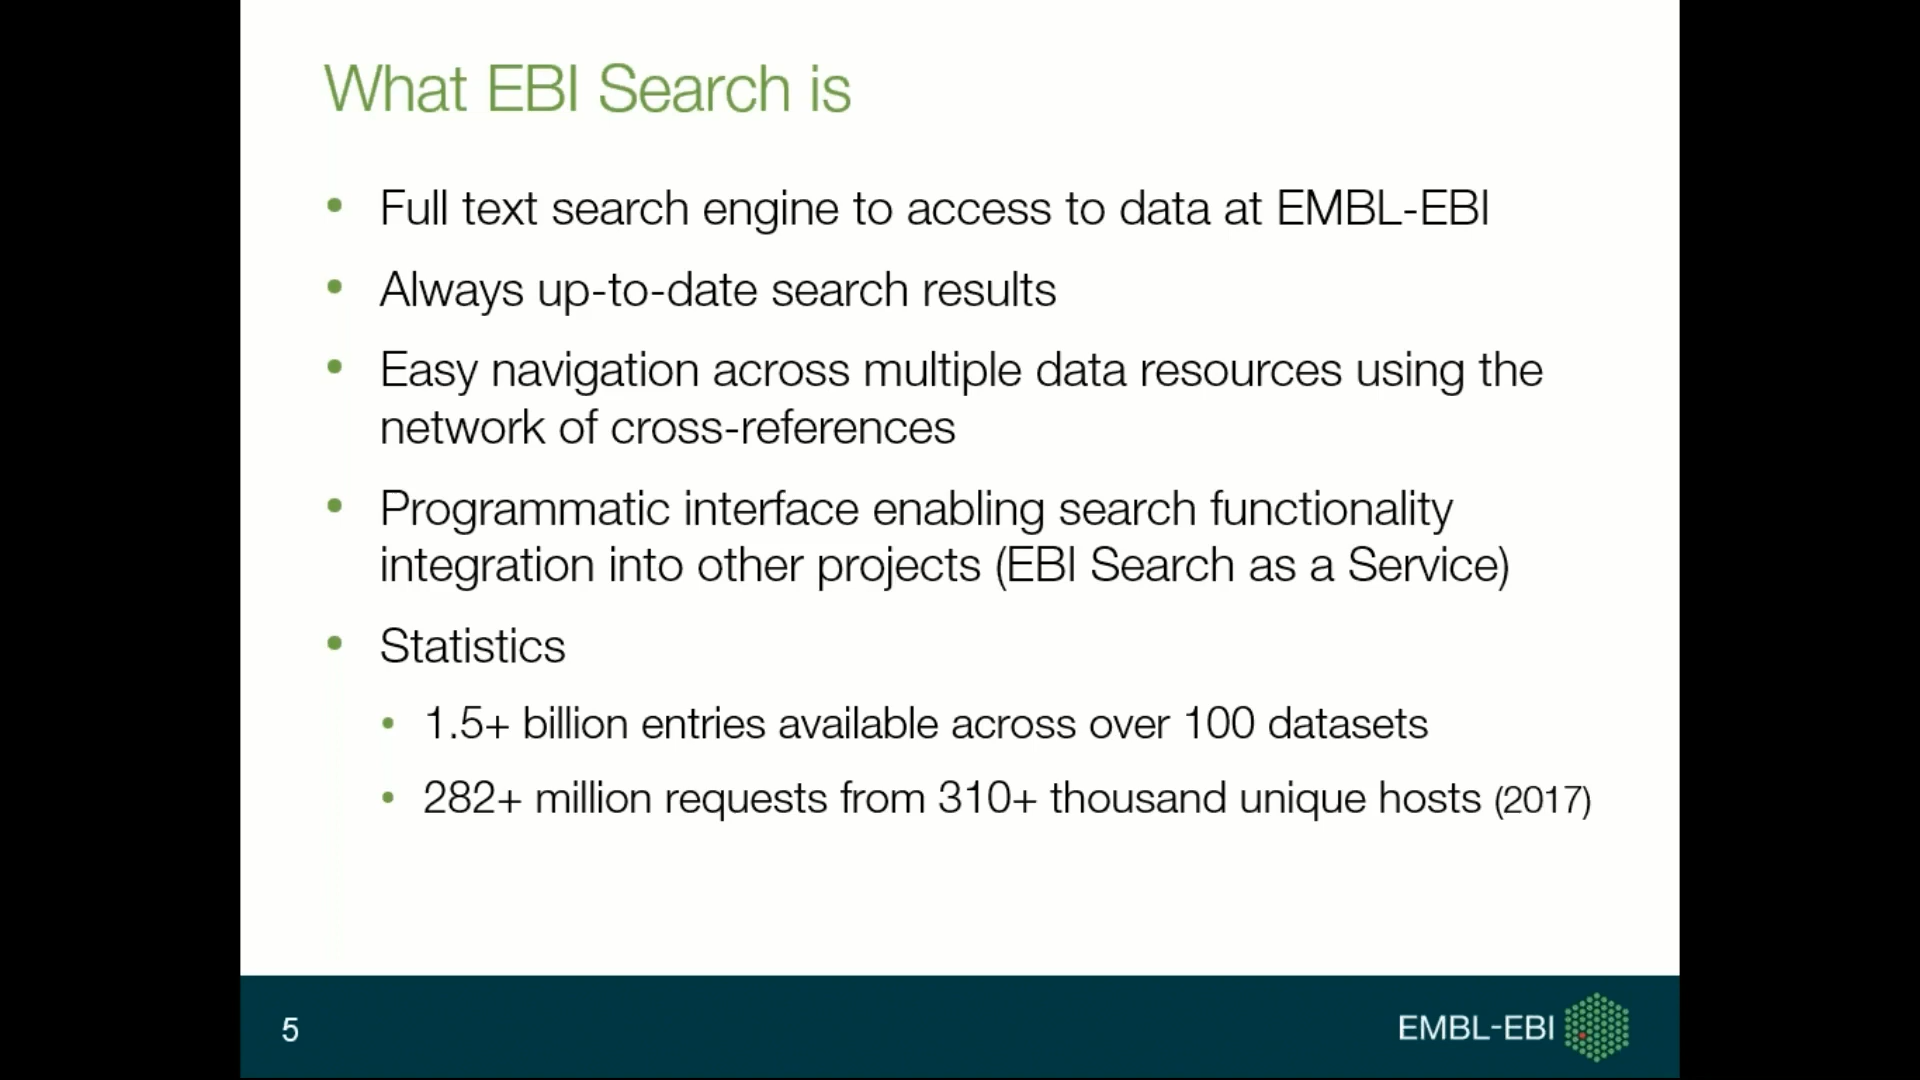 What EBI Search is
• Full text search engine to access to data at EMBL-EBI
• Always up-to-date search results
• Easy navigation across multiple data resources using the
network of cross-references
• Programmatic interface enabling search functionality
integration into other projects (EBI Search as a Service)
• Statistics
• 1.5+ billion entries available across over 100 datasets
• 282+ million requests from 310+ thousand unique hosts (2017)
5
EMBL-EBI